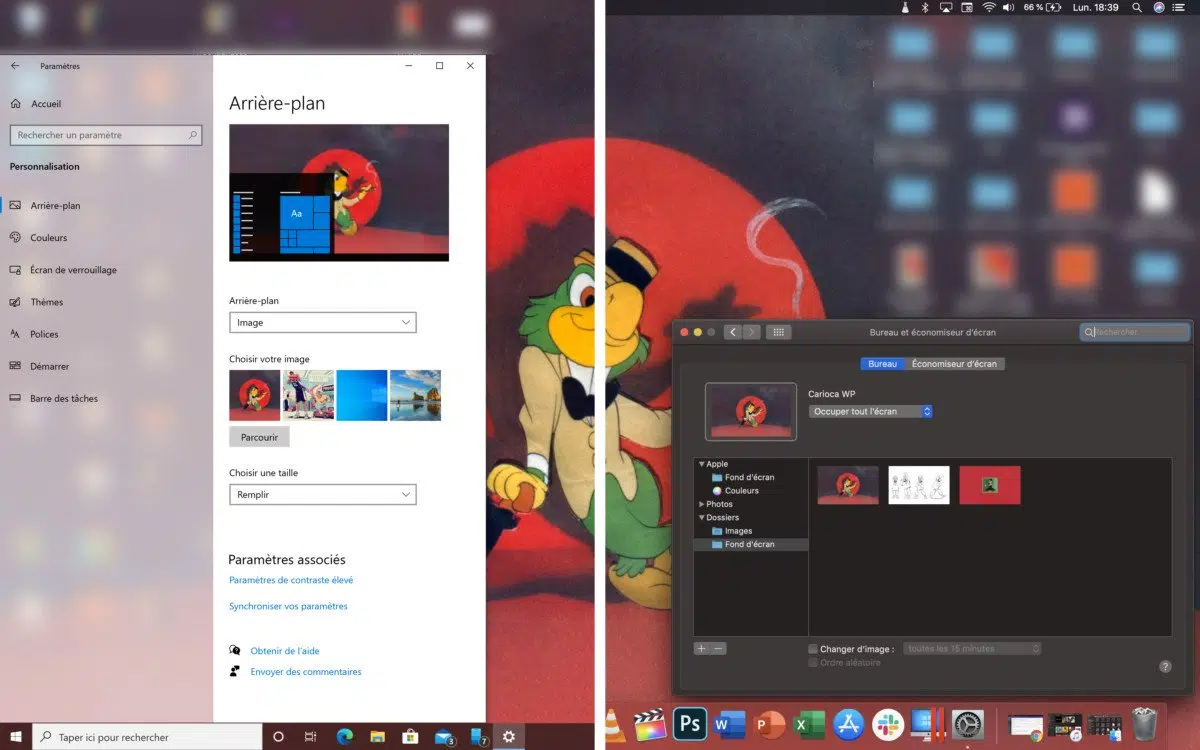 Paramètres
Accueil
Rechercher un paramètre
Personnalisation
Arrière-plan
Couleurs
Écran de verrouillage
Thèmes
Polices
Démarrer
Barre des tâches
Arrière-plan
Aa
Arrière-plan
Image
Choisir votre image
Parcourir
Choisir une taille
Remplir
Paramètres associés
Paramètres de contraste élevé
Synchroniser vos paramètres
Obtenir de l'aide
Envoyer des commentaires
Taper ici pour rechercher
3
7
66 % Lun. 18:39
Bureau et économiseur d'écran
Rechercher
Bureau Économiseur d'écran
Carioca WP
Occuper tout l'écran
Apple
Fond d'écran
Couleurs
Photos
Dossiers
Images
Fond d'écran
+ −
Changer d'image : toutes les 15 minutes
Ordre aléatoire
?
Ps W P X